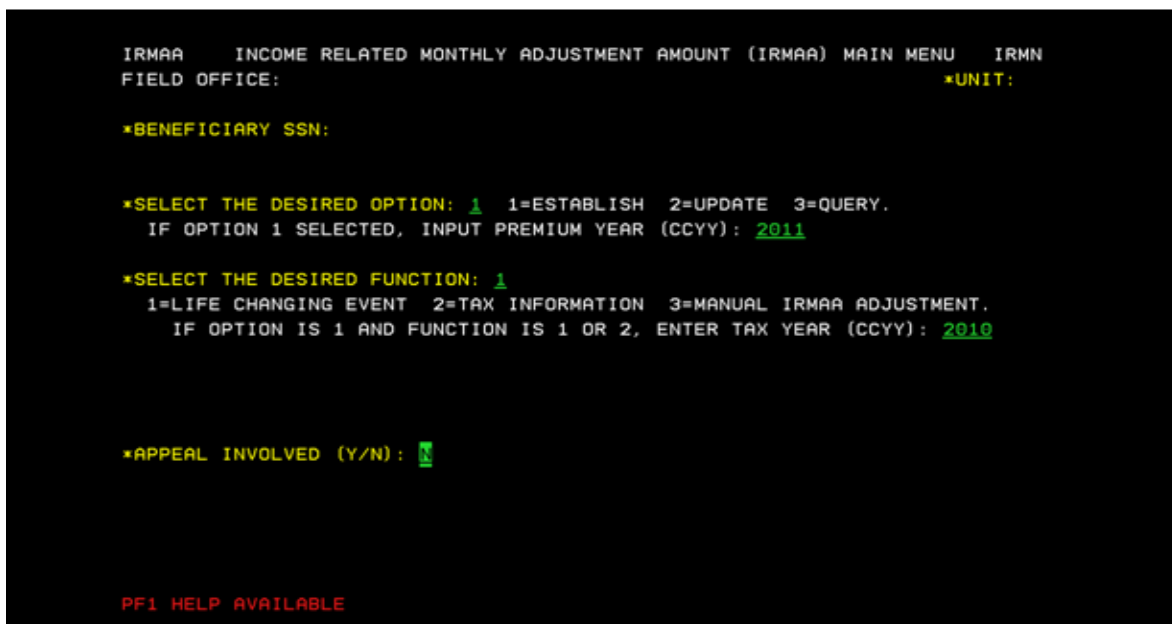 IRMAA INCOME RELATED MONTHLY ADJUSTMENT AMOUNT (IRMAA) MAIN MENU IRMN
FIELD OFFICE: *UNIT:
*BENEFICIARY SSN:
*SELECT THE DESIRED OPTION: 1 1=ESTABLISH 2=UPDATE 3=QUERY.
IF OPTION 1 SELECTED, INPUT PREMIUM YEAR (CCYY): 2011
*SELECT THE DESIRED FUNCTION: 1
1=LIFE CHANGING EVENT 2=TAX INFORMATION 3=MANUAL IRMAA ADJUSTMENT.
IF OPTION IS 1 AND FUNCTION IS 1 OR 2, ENTER TAX YEAR (CCYY): 2010
*APPEAL INVOLVED (Y/N): N
PF1 HELP AVAILABLE